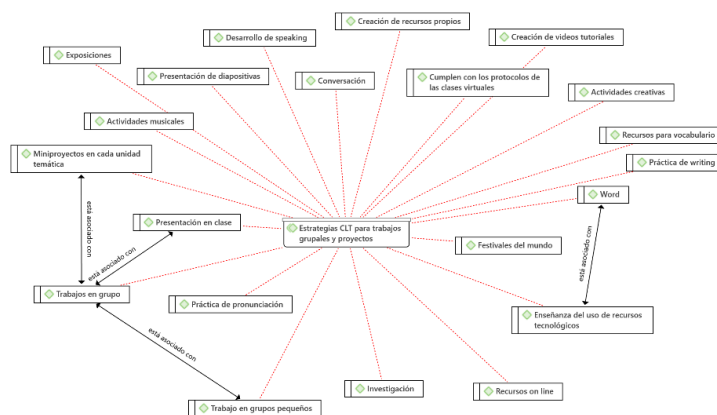 Creación de recursos propios
Desarrollo de speaking
Creación de videos tutoriales
Exposiciones
Presentación de diapositivas
Conversación
Cumplen con los protocolos de
las clases virtuales
Actividades creativas
Actividades musicales
Recursos para vocabulario
Miniproyectos en cada unidad
temática
Práctica de writing
Word
está asociado con
Presentación en clase
Estrategias CLT para trabajos
grupales y proyectos
Festivales del mundo
está asociado con
está asociado con
Trabajos en grupo
Práctica de pronunciación
Enseñanza del uso de recursos
tecnológicos
está asociado con
Investigación
Recursos on line
Trabajo en grupos pequeños